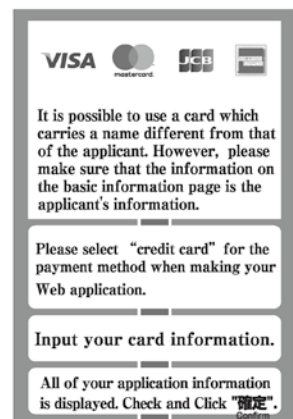 VISA mastercard. JCB AMERICAN EXPRESS
It is possible to use a card which
carries a name different from that
of the applicant. However, please
make sure that the information on
the basic information page is the
applicant's information.
Please select “credit card” for the
payment method when making your
Web application.
Input your card information.
All of your application information
is displayed. Check and Click "確定".
Confirm